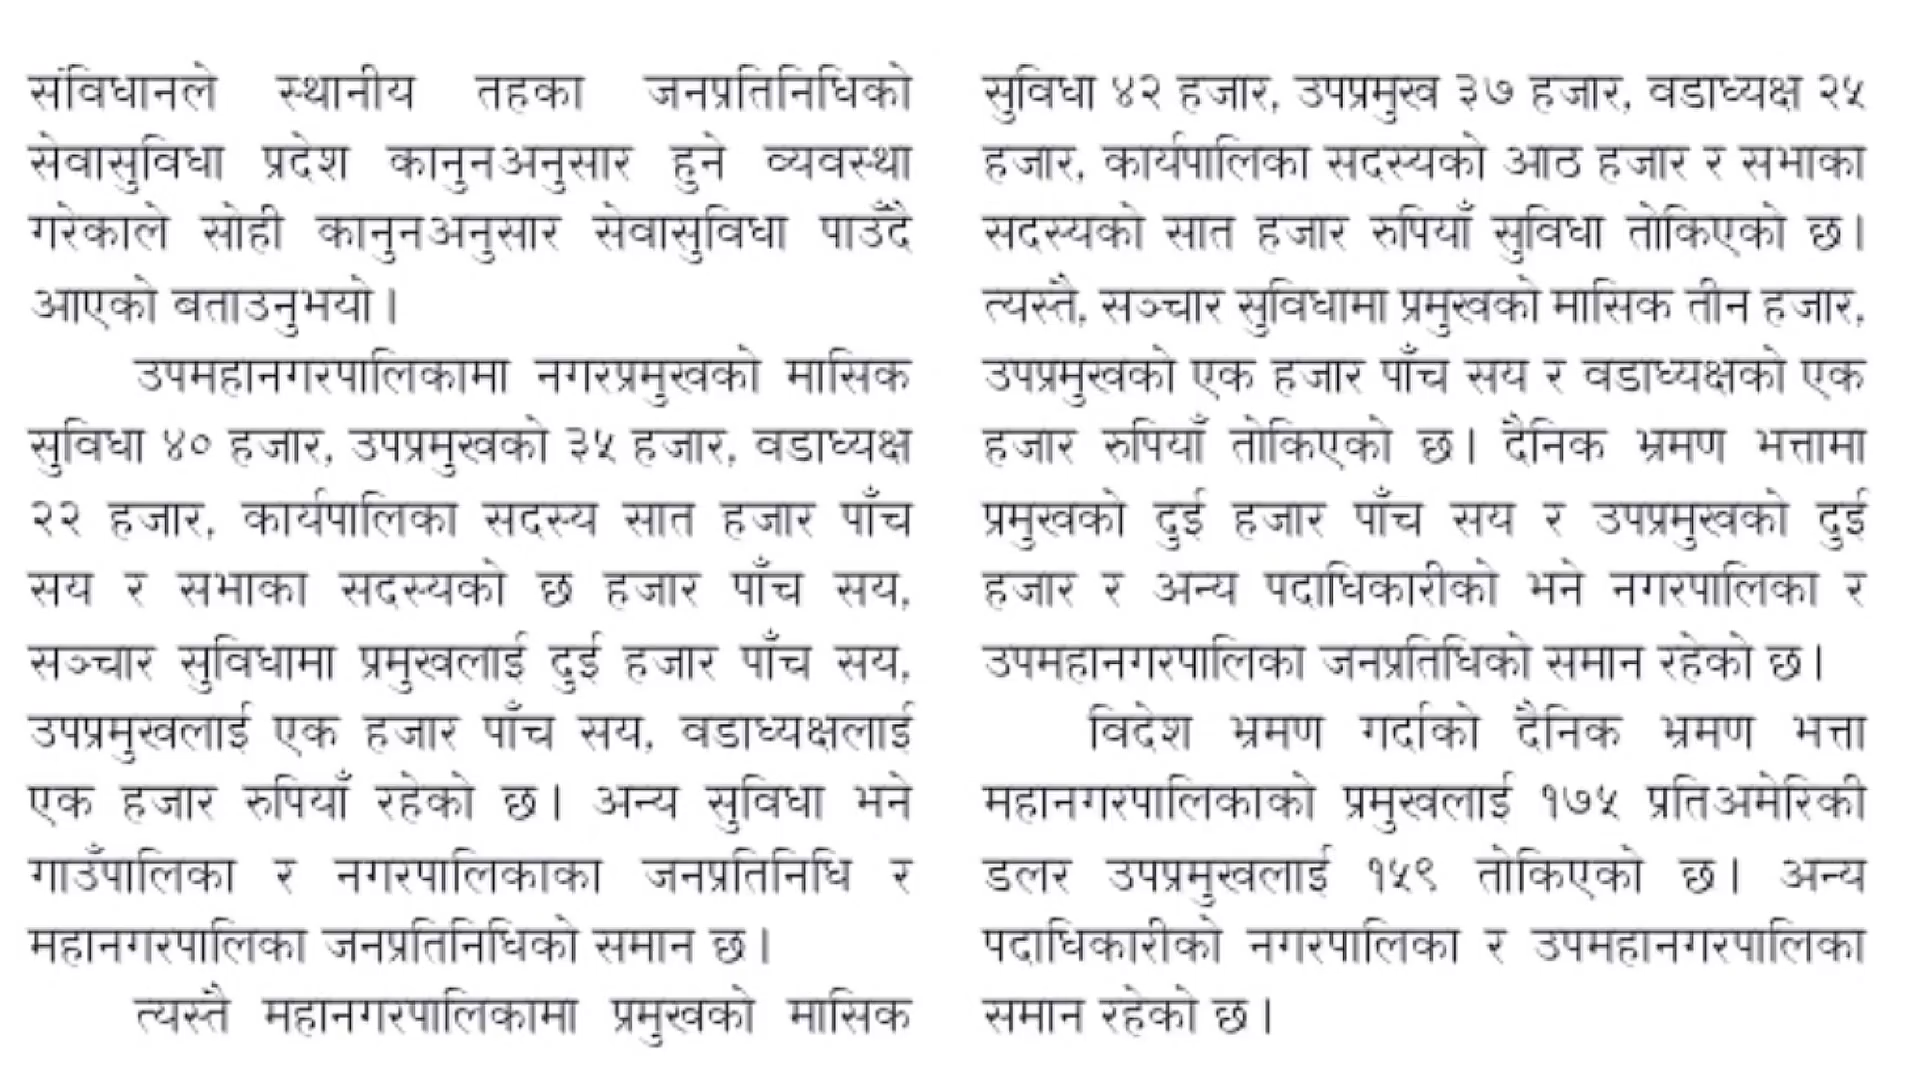 संविधानले स्थानीय तहका जनप्रतिनिधिको
सेवासुविधा प्रदेश कानुनअनुसार हुने व्यवस्था
गरेकाले सोही कानुनअनुसार सेवासुविधा पाउँदै
आएको बताउनुभयो।
उपमहानगरपालिकामा नगरप्रमुखको मासिक
सुविधा ४० हजार, उपप्रमुखको ३५ हजार, वडाध्यक्ष
२२ हजार, कार्यपालिका सदस्य सात हजार पाँच
सय र सभाका सदस्यको छ हजार पाँच सय,
सञ्चार सुविधामा प्रमुखलाई दुई हजार पाँच सय,
उपप्रमुखलाई एक हजार पाँच सय, वडाध्यक्षलाई
एक हजार रुपियाँ रहेको छ। अन्य सुविधा भने
गाउँपालिका र नगरपालिकाका जनप्रतिनिधि र
महानगरपालिका जनप्रतिनिधिको समान छ।
त्यस्तै महानगरपालिकामा प्रमुखको मासिक
सुविधा ४२ हजार, उपप्रमुख ३७ हजार, वडाध्यक्ष २५
हजार, कार्यपालिका सदस्यको आठ हजार र सभाका
सदस्यको सात हजार रुपियाँ सुविधा तोकिएको छ।
त्यस्तै, सञ्चार सुविधामा प्रमुखको मासिक तीन हजार,
उपप्रमुखको एक हजार पाँच सय र वडाध्यक्षको एक
हजार रुपियाँ तोकिएको छ। दैनिक भ्रमण भत्तामा
प्रमुखको दुई हजार पाँच सय र उपप्रमुखको दुई
हजार र अन्य पदाधिकारीको भने नगरपालिका र
उपमहानगरपालिका जनप्रतिधिको समान रहेको छ।
विदेश भ्रमण गर्दाको दैनिक भ्रमण भत्ता
महानगरपालिकाको प्रमुखलाई १७५ प्रतिअमेरिकी
डलर उपप्रमुखलाई १५९ तोकिएको छ। अन्य
पदाधिकारीको नगरपालिका र उपमहानगरपालिका
समान रहेको छ।